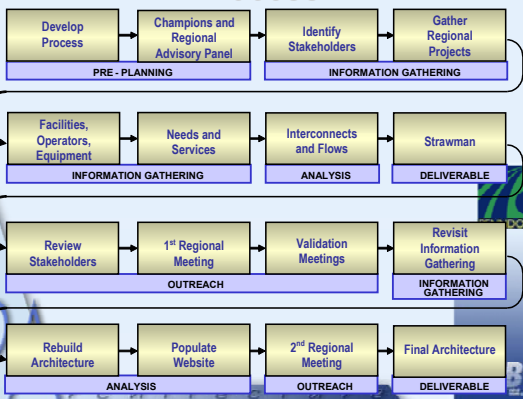 Develop
Process
Champions and
Regional
Advisory Panel
Identify
Stakeholders
Gather
Regional
Projects
PRE - PLANNING
INFORMATION GATHERING
Facilities,
Operators,
Equipment
Needs and
Services
Interconnects
and Flows
Strawman
INFORMATION GATHERING
ANALYSIS
DELIVERABLE
Review
Stakeholders
1st Regional
Meeting
Validation
Meetings
Revisit
Information
Gathering
OUTREACH
INFORMATION
GATHERING
Rebuild
Architecture
Populate
Website
2nd Regional
Meeting
Final Architecture
ANALYSIS
OUTREACH
DELIVERABLE